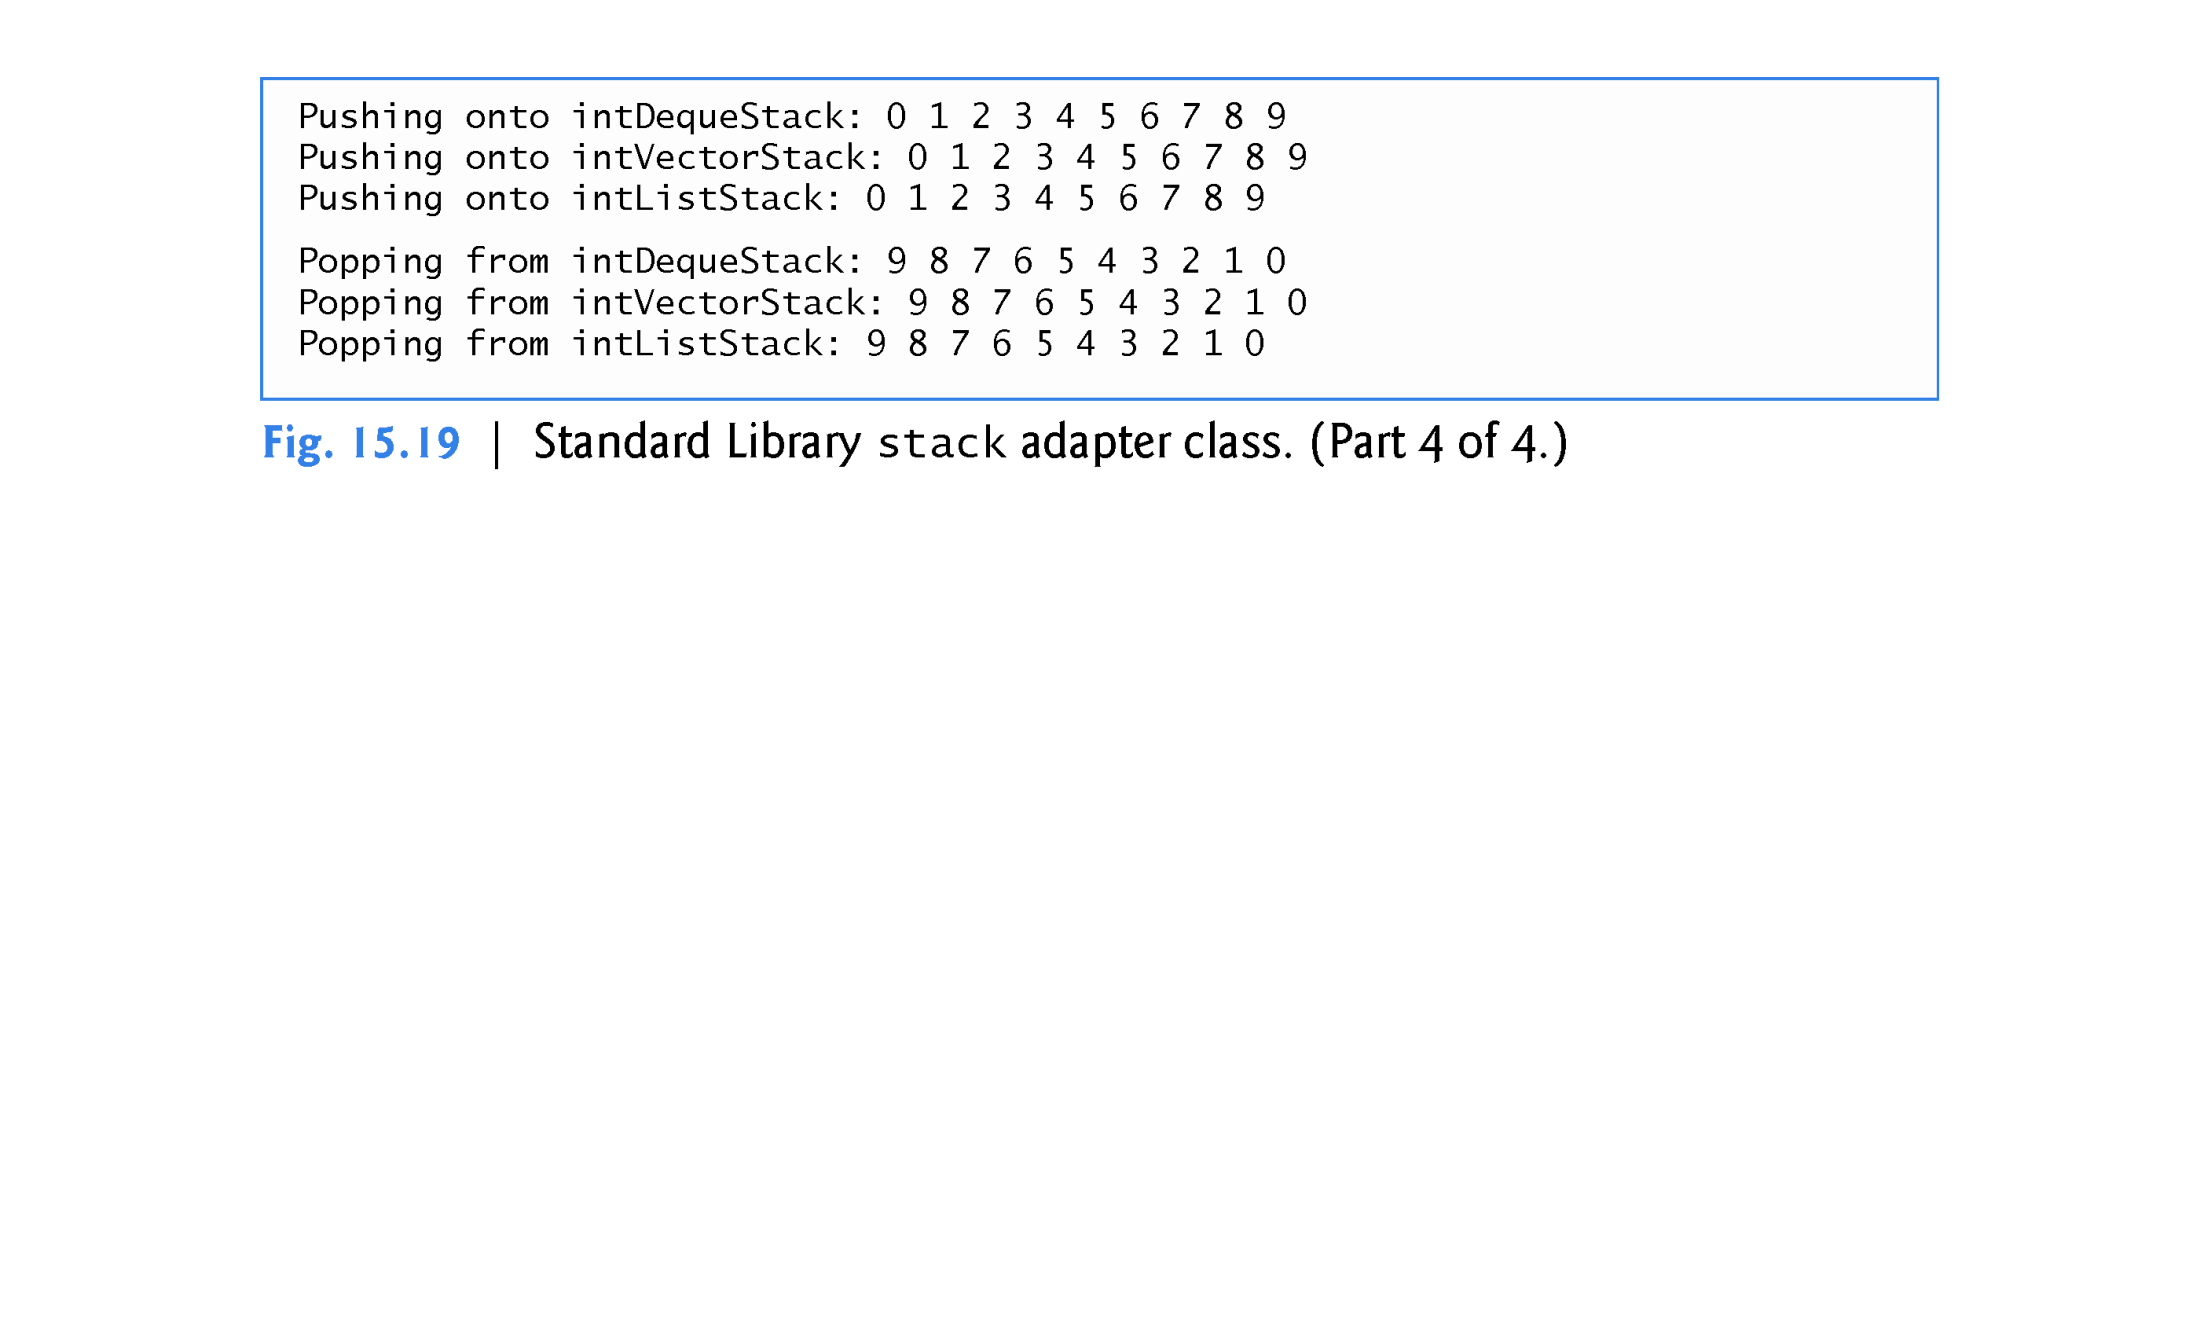 Pushing onto intDequeStack: 0 1 2 3 4 5 6 7 8 9
Pushing onto intVectorStack: 0 1 2 3 4 5 6 7 8 9
Pushing onto intListStack: 0 1 2 3 4 5 6 7 8 9
Popping from intDequeStack: 9 8 7 6 5 4 3 2 1 0
Popping from intVectorStack: 9 8 7 6 5 4 3 2 1 0
Popping from intListStack: 9 8 7 6 5 4 3 2 1 0
Fig. 15.19 | Standard Library stack adapter class. (Part 4 of 4.)